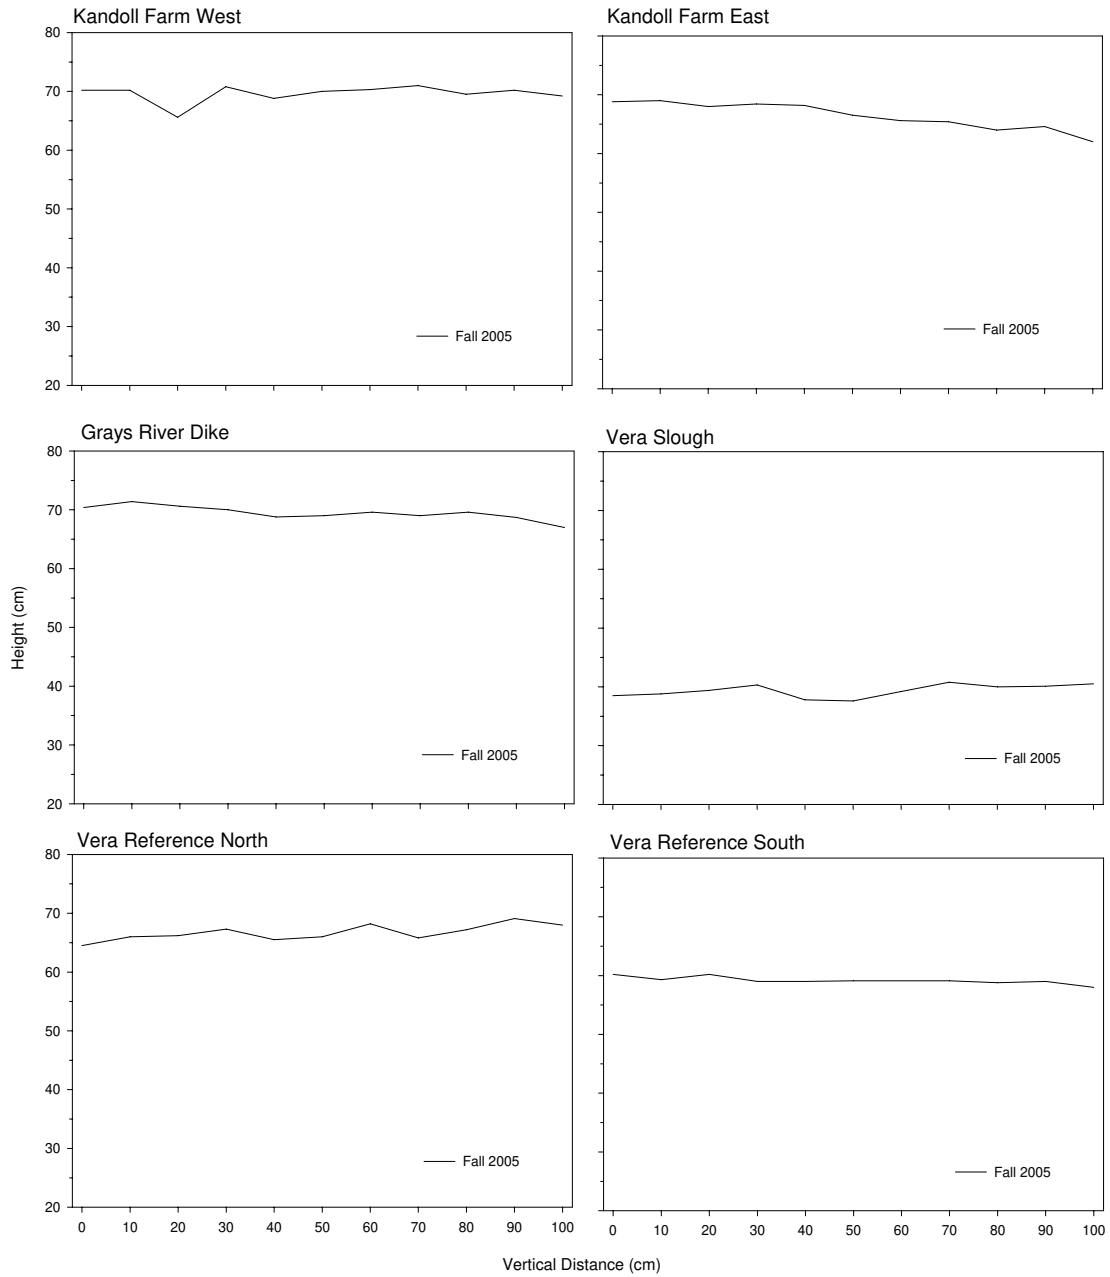 Kandoll Farm West
Kandoll Farm East
80
70
60
50
40
30
20
Fall 2005
Fall 2005
Grays River Dike
Vera Slough
80
70
60
50
40
30
20
Height (cm)
Fall 2005
Fall 2005
Vera Reference North
Vera Reference South
80
70
60
50
40
30
20
Fall 2005
Fall 2005
0 10 20 30 40 50 60 70 80 90 100
0 10 20 30 40 50 60 70 80 90 100
Vertical Distance (cm)